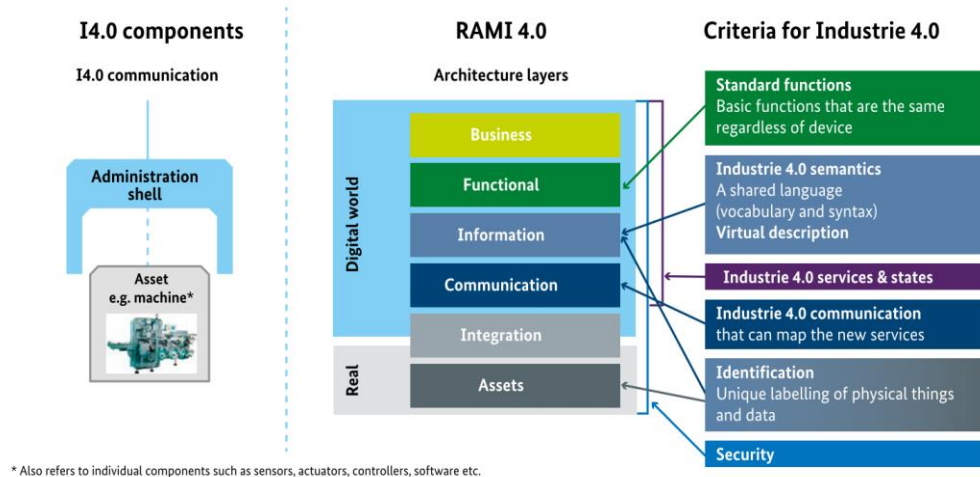 I4.0 components
I4.0 communication
Administration
shell
Asset
e.g. machine*
RAMI 4.0
Architecture layers
Digital world
Real
Business
Functional
Information
Communication
Integration
Assets
Criteria for Industrie 4.0
Standard functions
Basic functions that are the same
regardless of device
Industrie 4.0 semantics
A shared language
(vocabulary and syntax)
Virtual description
Industrie 4.0 services & states
Industrie 4.0 communication
that can map the new services
Identification
Unique labelling of physical things
and data
Security
* Also refers to individual components such as sensors, actuators, controllers, software etc.